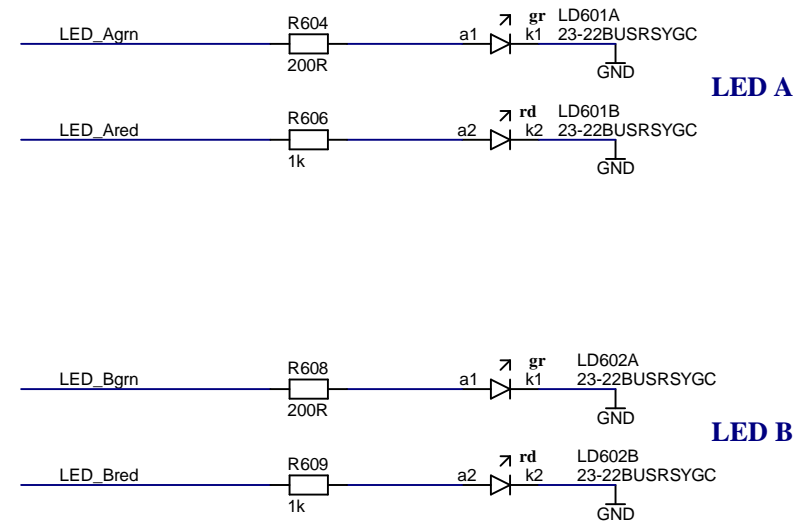 R604 gr LD601A
LED_Agrn a1 k1 23-22BUSRSYGC
200R GND
LED A
R606 rd LD601B
LED_Ared a2 k2 23-22BUSRSYGC
1k GND
R608 gr LD602A
LED_Bgrn a1 k1 23-22BUSRSYGC
200R GND
LED B
R609 rd LD602B
LED_Bred a2 k2 23-22BUSRSYGC
1k GND